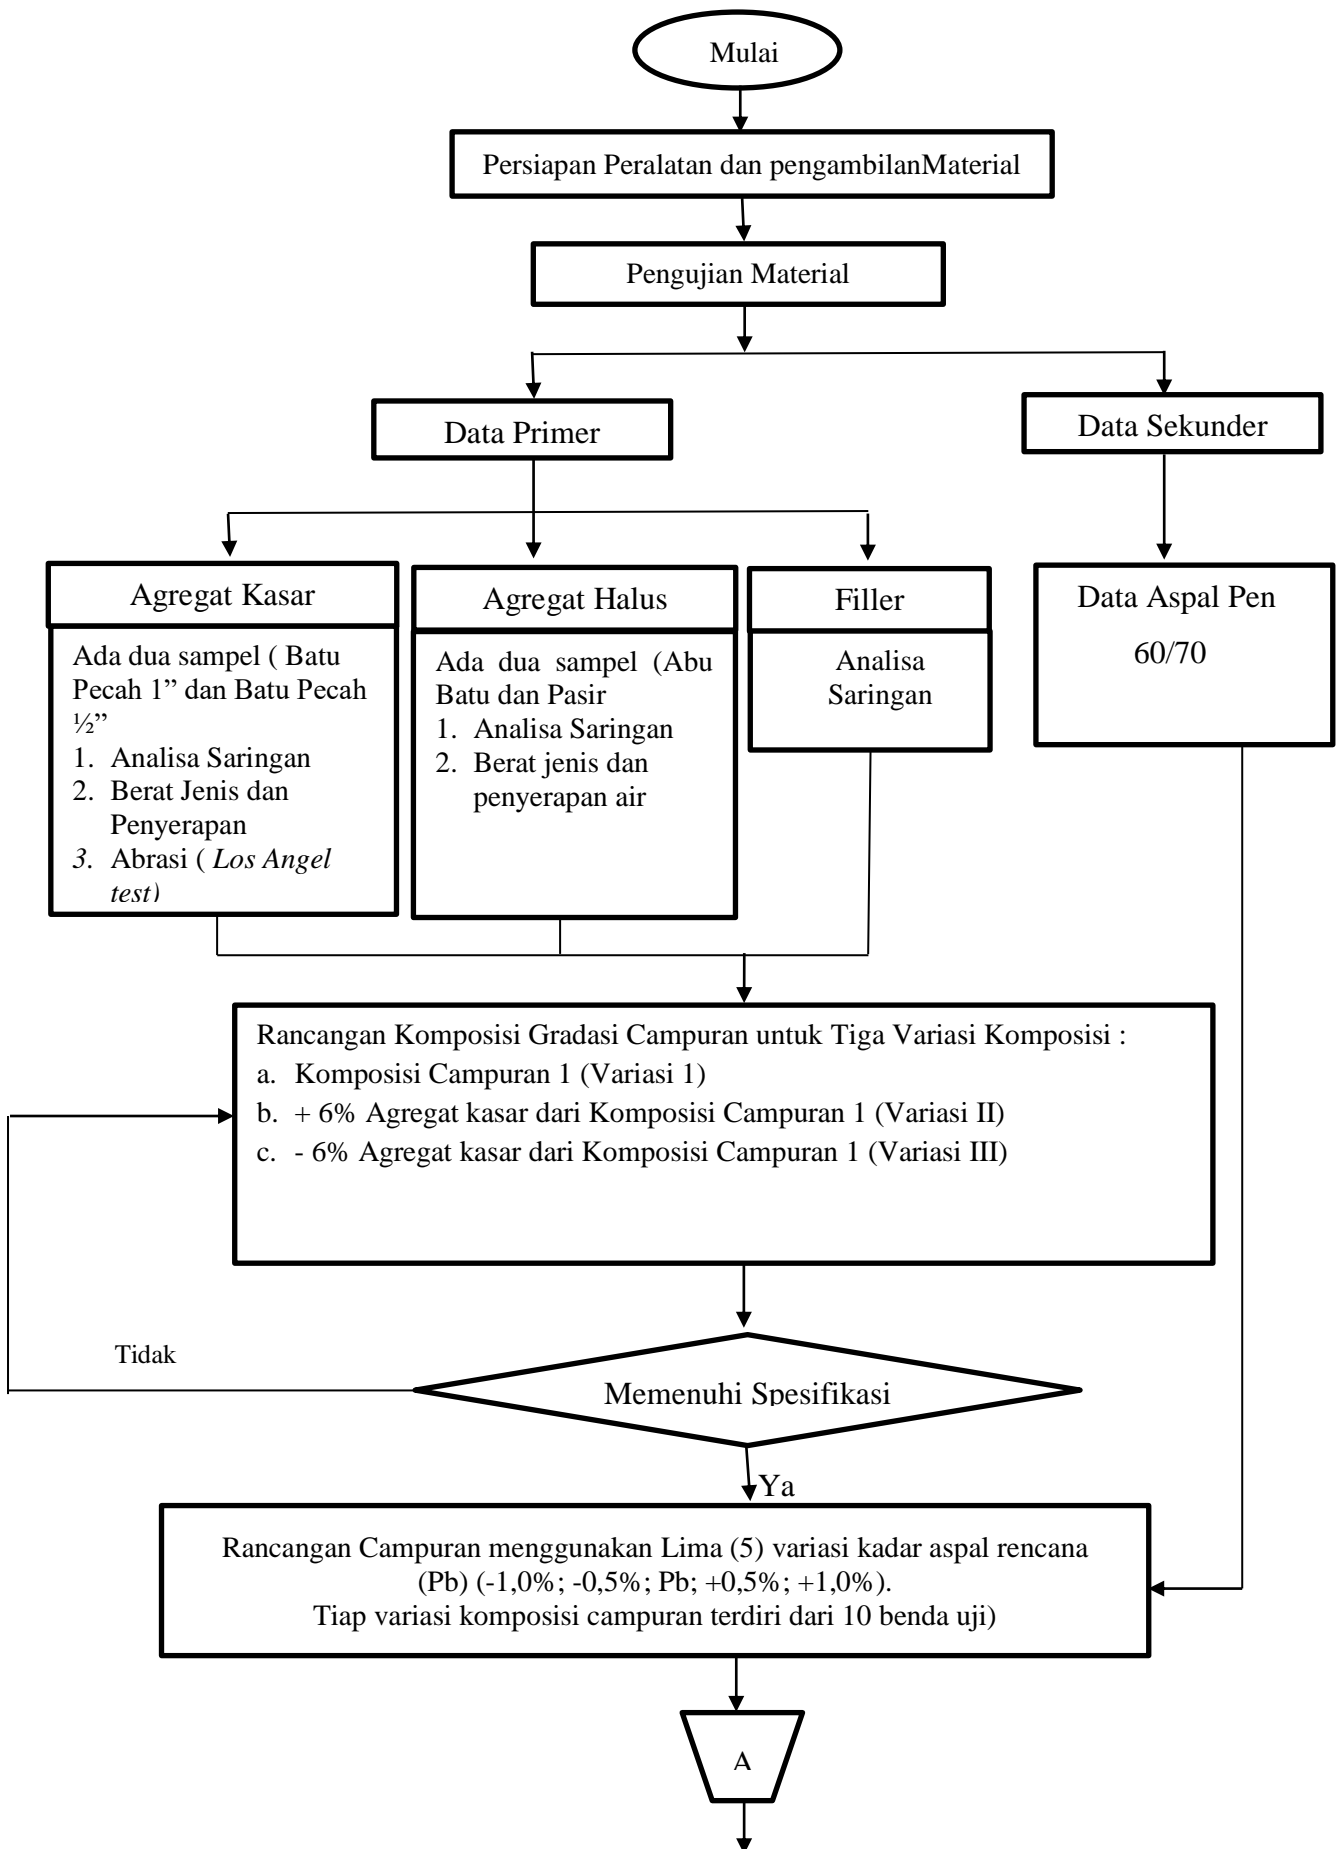 Mulai
Persiapan Peralatan dan pengambilanMaterial
Pengujian Material
Data Primer
Data Sekunder
Agregat Kasar
Ada dua sampel ( Batu
Pecah 1” dan Batu Pecah
½”
1. Analisa Saringan
2. Berat Jenis dan
Penyerapan
3. Abrasi ( Los Angel
test)
Agregat Halus
Ada dua sampel (Abu
Batu dan Pasir
1. Analisa Saringan
2. Berat jenis dan
penyerapan air
Filler
Analisa
Saringan
Data Aspal Pen
60/70
Rancangan Komposisi Gradasi Campuran untuk Tiga Variasi Komposisi :
a. Komposisi Campuran 1 (Variasi 1)
b. + 6% Agregat kasar dari Komposisi Campuran 1 (Variasi II)
c. - 6% Agregat kasar dari Komposisi Campuran 1 (Variasi III)
Tidak
Memenuhi Spesifikasi
Ya
Rancangan Campuran menggunakan Lima (5) variasi kadar aspal rencana
(Pb) (-1,0%; -0,5%; Pb; +0,5%; +1,0%).
Tiap variasi komposisi campuran terdiri dari 10 benda uji)
A